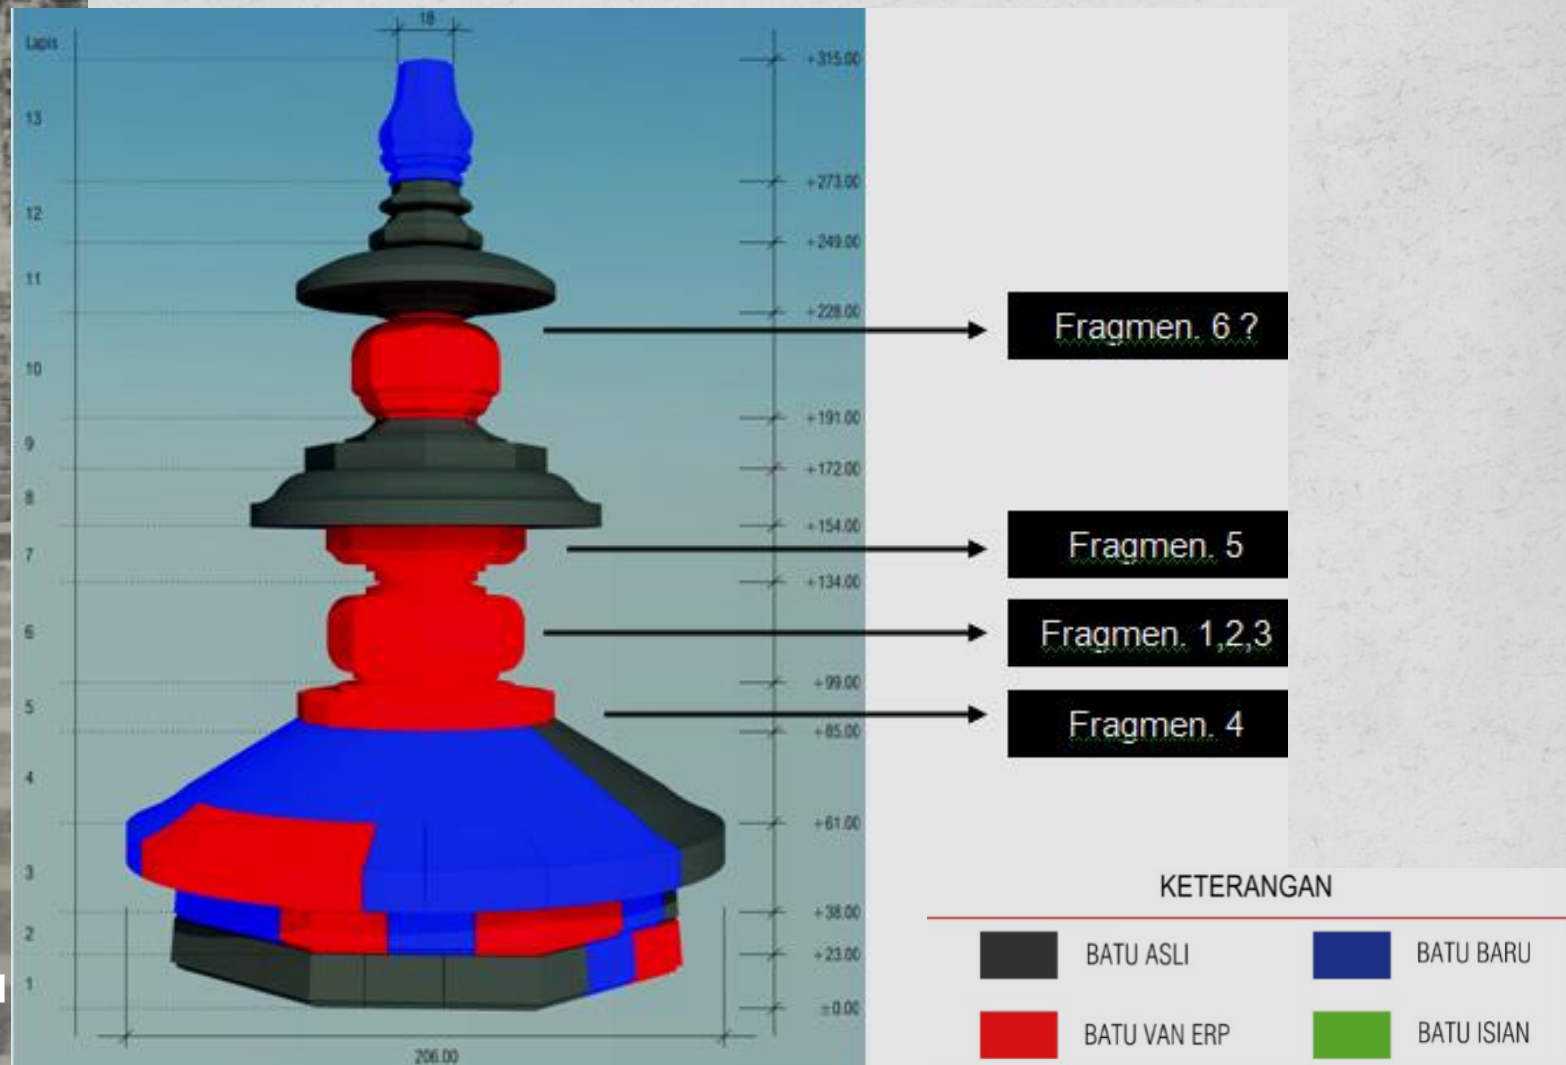 18
Lapis
+315.00
13
+273.00
12
+249.00
11
+228.00
Fragmen. 6 ?
10
+191.00
9
+172.00
8
+154.00
7
Fragmen. 5
+134.00
6
Fragmen. 1,2,3
+99.00
5
Fragmen. 4
+85.00
4
+61.00
3
+38.00
2
+23.00
1
±0.00
206.00
KETERANGAN
BATU ASLI
BATU BARU
BATU VAN ERP
BATU ISIAN